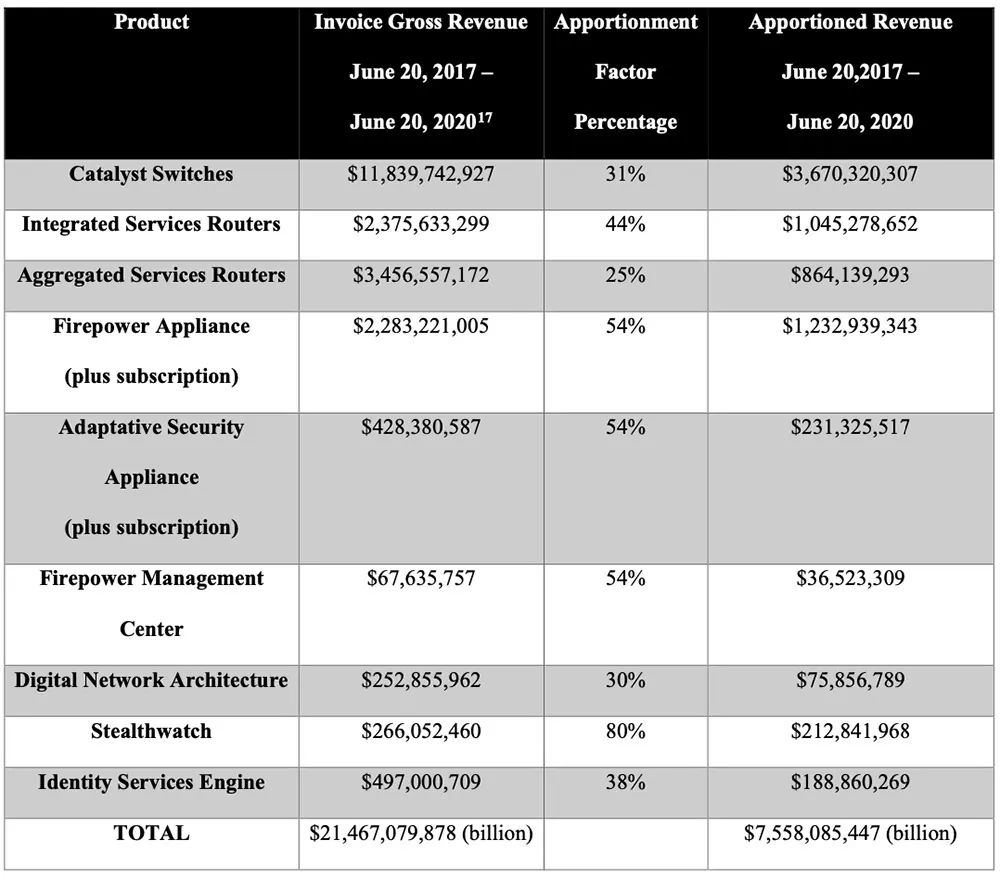 Product Invoice Gross Revenue Apportionment Apportioned Revenue
June 20, 2017 – Factor June 20,2017 –
June 20, 2020¹⁷ Percentage June 20, 2020
Catalyst Switches $11,839,742,927 31% $3,670,320,307
Integrated Services Routers $2,375,633,299 44% $1,045,278,652
Aggregated Services Routers $3,456,557,172 25% $864,139,293
Firepower Appliance $2,283,221,005 54% $1,232,939,343
(plus subscription)
Adaptative Security $428,380,587 54% $231,325,517
Appliance
(plus subscription)
Firepower Management $67,635,757 54% $36,523,309
Center
Digital Network Architecture $252,855,962 30% $75,856,789
Stealthwatch $266,052,460 80% $212,841,968
Identity Services Engine $497,000,709 38% $188,860,269
TOTAL $21,467,079,878 (billion) $7,558,085,447 (billion)